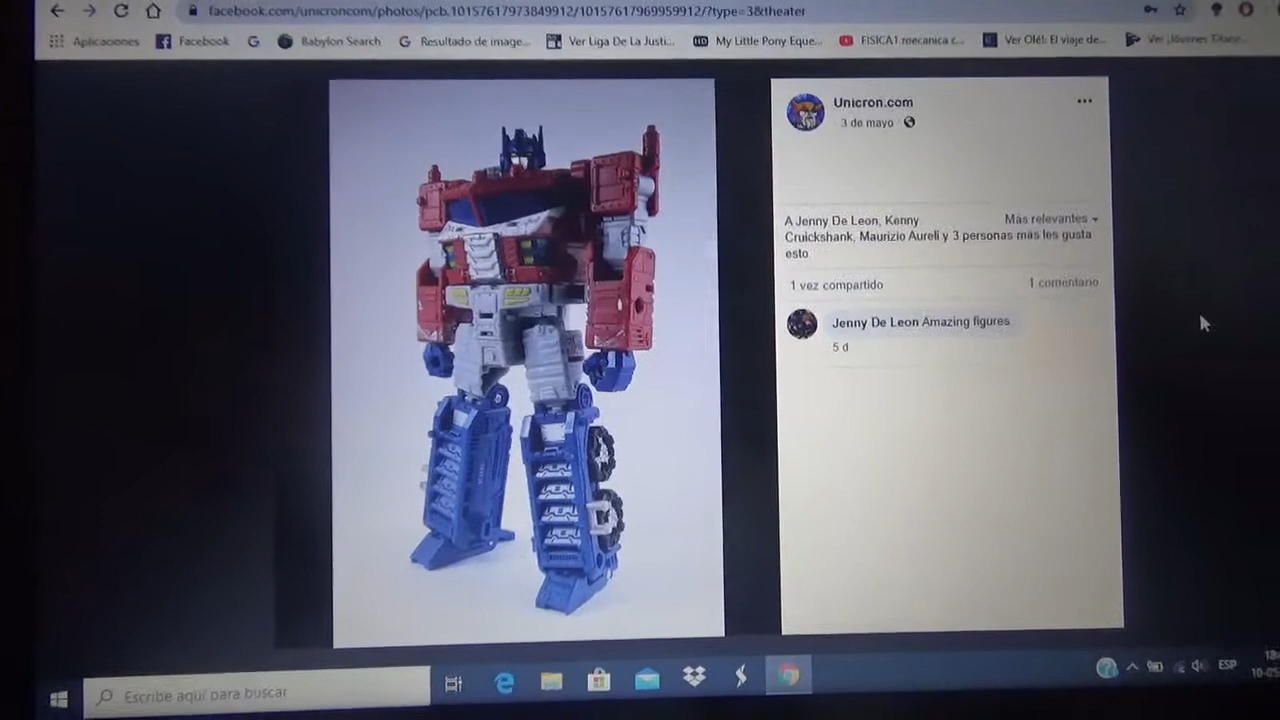 facebook.com/unicroncom/photos/pcb.10157617973849912/10157617969959912/?type=3&theater
Aplicaciones Facebook Babylon Search Resultado de image... Ver Liga De La Justi... My Little Pony Eque... FISICA1 mecanica c... Ver Olé!: El viaje de... Ver ¡Jóvenes Titane...
Unicron.com
3 de mayo
A Jenny De Leon, Kenny
Más relevantes
Cruickshank, Maurizio Aureli y 3 personas más les gusta
esto.
1 vez compartido
1 comentario
Jenny De Leon Amazing figures
5 d
Escribe aquí para buscar
ESP